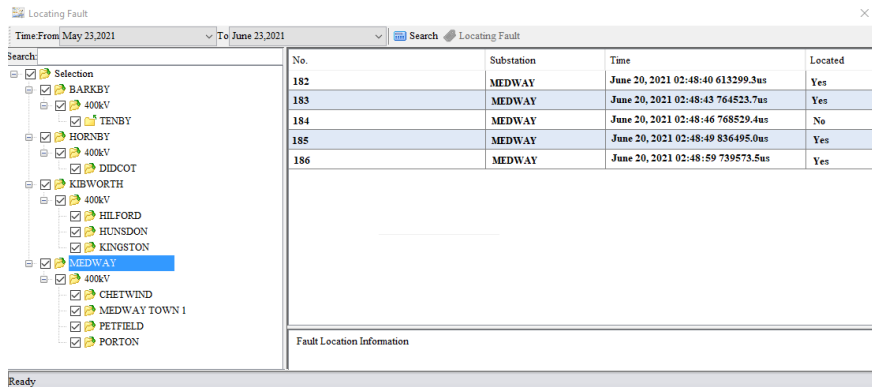 Locating Fault
Time:From May 23,2021 To June 23,2021 Search Locating Fault
Search:
Selection
BARKBY
400kV
TENBY
HORNBY
400kV
DIDCOT
KIBWORTH
400kV
HILFORD
HUNSDON
KINGSTON
MEDWAY
400kV
CHETWIND
MEDWAY TOWN 1
PETFIELD
PORTON
No. Substation Time Located
182 MEDWAY June 20, 2021 02:48:40 613299.3us Yes
183 MEDWAY June 20, 2021 02:48:43 764523.7us Yes
184 MEDWAY June 20, 2021 02:48:46 768529.4us No
185 MEDWAY June 20, 2021 02:48:49 836495.0us Yes
186 MEDWAY June 20, 2021 02:48:59 739573.5us Yes
Fault Location Information
Ready